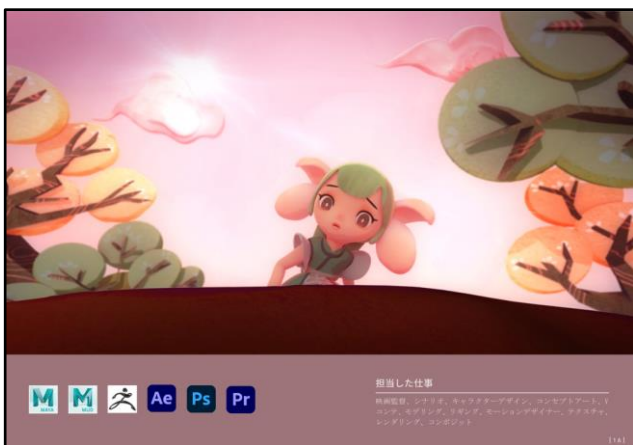 MAYA
MUD
Ae
Ps
Pr
担当した仕事
映画監督、シナリオ、キャラクターデザイン、コンセプトアート、E
コンテ、モデリング、リギング、モーションデザイナー、テクスチャ、
レンダリング、コンポジット
[16]